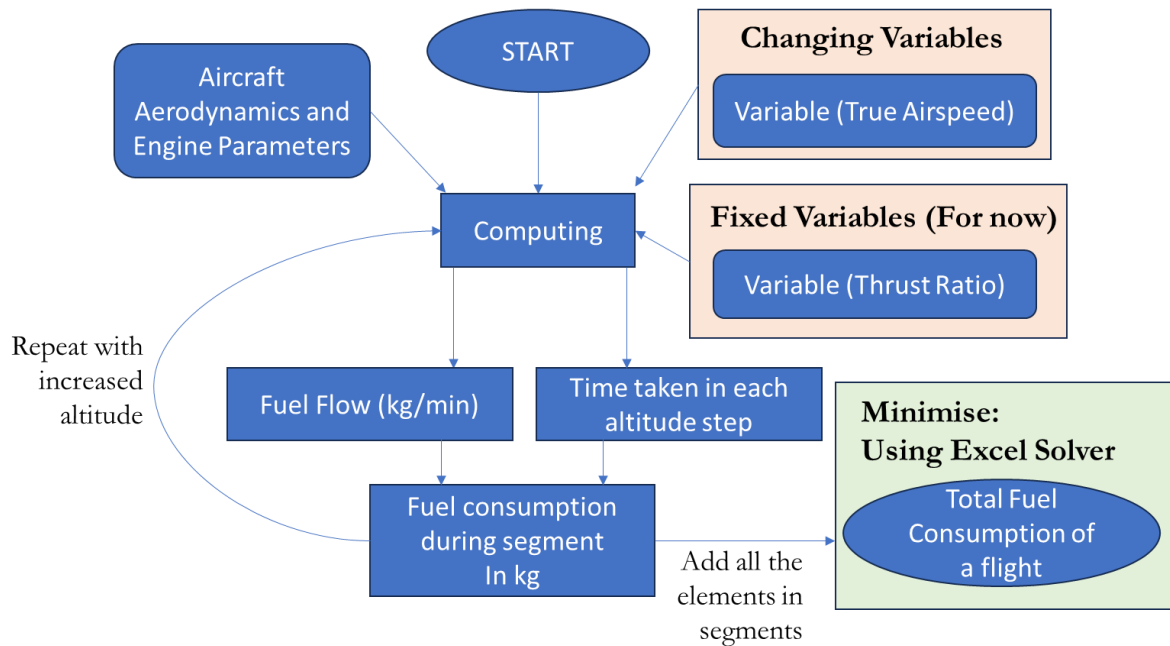 START
Aircraft
Aerodynamics and
Engine Parameters
Changing Variables
Variable (True Airspeed)
Computing
Fixed Variables (For now)
Variable (Thrust Ratio)
Repeat with
increased
altitude
Fuel Flow (kg/min)
Time taken in each
altitude step
Fuel consumption
during segment
In kg
Add all the
elements in
segments
Minimise:
Using Excel Solver
Total Fuel
Consumption of
a flight